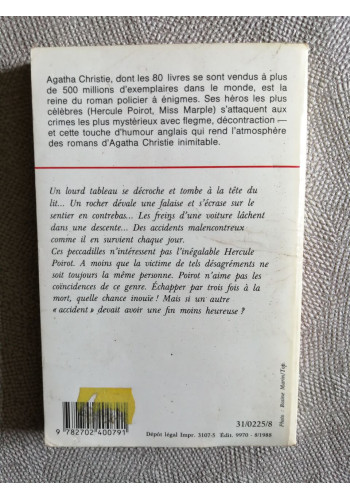 Agatha Christie, dont les 80 livres se sont vendus à plus
de 500 millions d'exemplaires dans le monde, est
la reine du roman policier à énigmes. Ses héros les plus
célèbres (Hercule Poirot, Miss Marple) s'attaquent aux
crimes les plus mystérieux avec flegme, décontraction —
et cette touche d'humour anglais qui rend l'atmosphère
des romans d'Agatha Christie inimitable.
Un lourd tableau se décroche et tombe à la tête du
lit... Un rocher dévale une falaise et s'écrase sur le
sentier en contrebas... Les freins d'une voiture lâchent
dans une descente... Des accidents malencontreux
comme il en survient chaque jour.
Ces peccadilles n'intéressent pas l'inégalable Hercule
Poirot. A moins que la victime de tels désagréments ne
soit toujours la même personne. Poirot n'aime pas les
coïncidences de ce genre. Échapper par trois fois à la
mort, quelle chance inouïe ! Mais si un autre
« accident » devait avoir une fin moins heureuse ?
31/0225/8
9 782702 400791
Dépôt légal Impr. 3107-5 Édit. 9970 - 8/1988